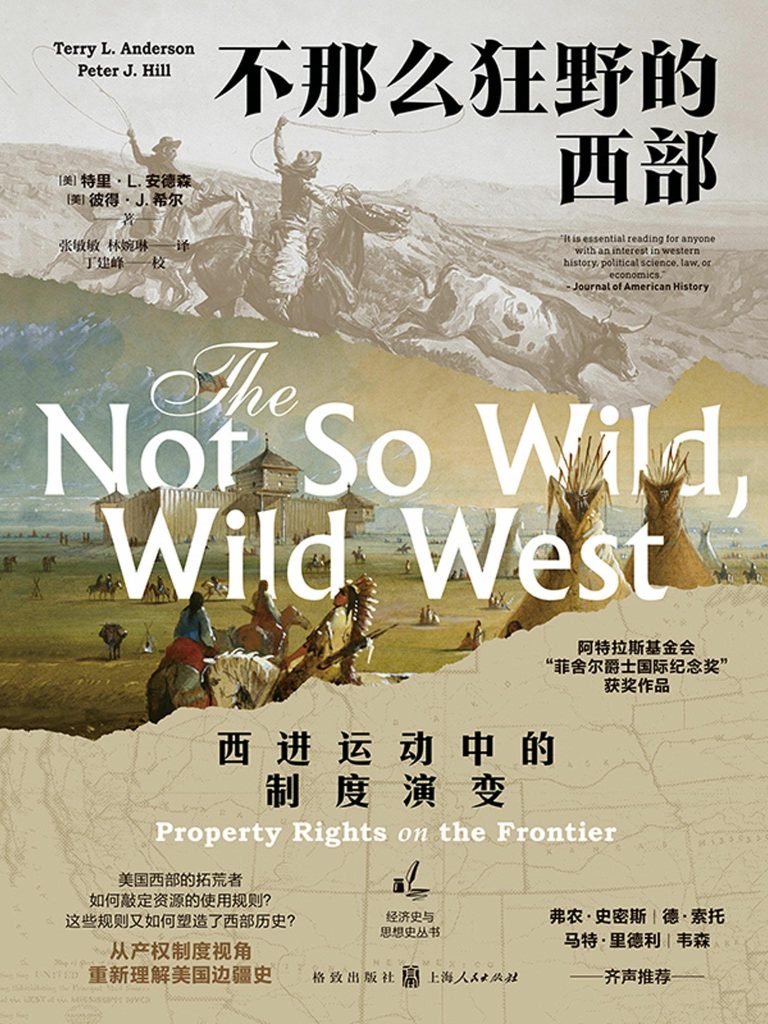 Terry L. Anderson
Peter J. Hill
不那么狂野的
西部
[美] 特里·L. 安德森
[美] 彼得·J. 希尔
——著——
张敏敏 林婉琳——译
丁建峰——校
"It is essential reading for anyone
with an interest in western
history, political science, law, or
economics."
- Journal of American History
The
Not So Wild,
Wild West
阿特拉斯基金会
“菲舍尔爵士国际纪念奖”
获奖作品
西进运动中的
制度演变
Property Rights on the Frontier
美国西部的拓荒者
如何敲定资源的使用规则？
这些规则又如何塑造了西部历史？
从产权制度视角
重新理解美国边疆史
经济史与
思想史丛书
格致出版社 上海人民出版社
弗农·史密斯｜德·索托
马特·里德利｜韦森
——齐声推荐——